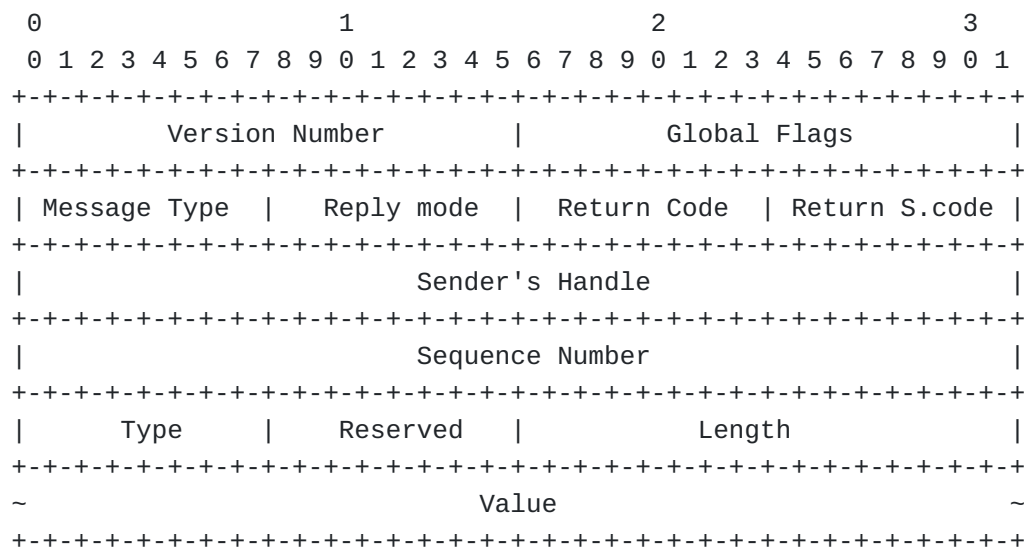 0                   1                   2                   3
 0 1 2 3 4 5 6 7 8 9 0 1 2 3 4 5 6 7 8 9 0 1 2 3 4 5 6 7 8 9 0 1
+-+-+-+-+-+-+-+-+-+-+-+-+-+-+-+-+-+-+-+-+-+-+-+-+-+-+-+-+-+-+-+-+
|         Version Number        |         Global Flags          |
+-+-+-+-+-+-+-+-+-+-+-+-+-+-+-+-+-+-+-+-+-+-+-+-+-+-+-+-+-+-+-+-+
| Message Type  |   Reply mode  |  Return Code  | Return S.code |
+-+-+-+-+-+-+-+-+-+-+-+-+-+-+-+-+-+-+-+-+-+-+-+-+-+-+-+-+-+-+-+-+
|                         Sender's Handle                       |
+-+-+-+-+-+-+-+-+-+-+-+-+-+-+-+-+-+-+-+-+-+-+-+-+-+-+-+-+-+-+-+-+
|                         Sequence Number                       |
+-+-+-+-+-+-+-+-+-+-+-+-+-+-+-+-+-+-+-+-+-+-+-+-+-+-+-+-+-+-+-+-+
|      Type     |    Reserved   |           Length              |
+-+-+-+-+-+-+-+-+-+-+-+-+-+-+-+-+-+-+-+-+-+-+-+-+-+-+-+-+-+-+-+-+
~                             Value                             ~
+-+-+-+-+-+-+-+-+-+-+-+-+-+-+-+-+-+-+-+-+-+-+-+-+-+-+-+-+-+-+-+-+